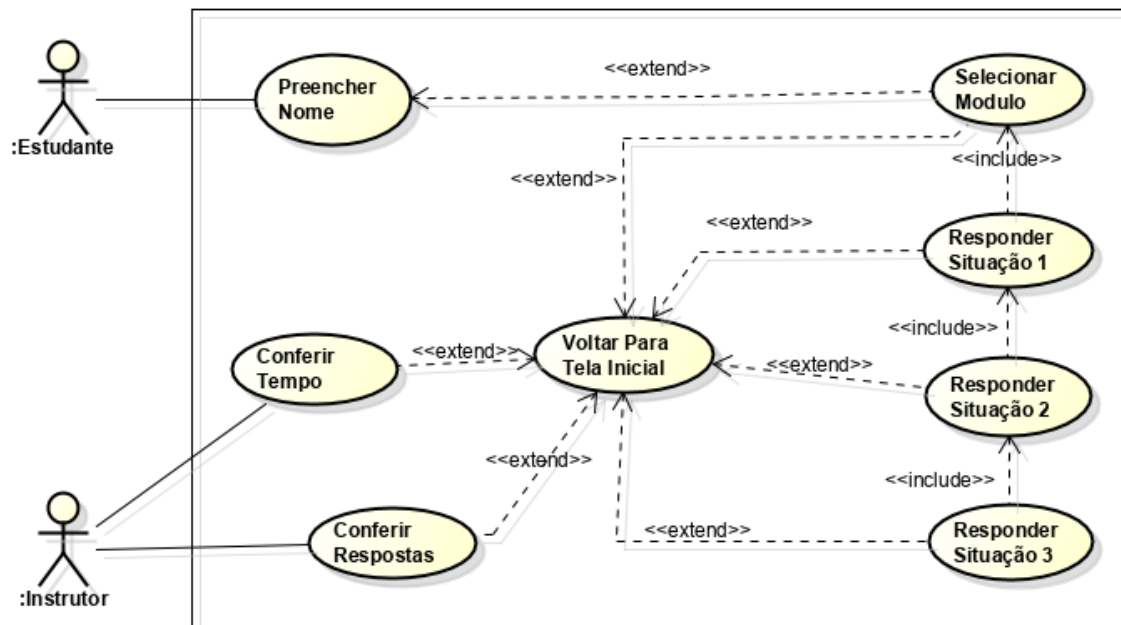 Preencher
Nome
<<extend>>
Selecionar
Modulo
:Estudante
<<extend>>
<<include>>
<<extend>>
Responder
Situação 1
Conferir
Tempo
<<extend>>
Voltar Para
Tela Inicial
<<include>>
<<extend>>
Responder
Situação 2
<<extend>>
<<include>>
Conferir
Respostas
<<extend>>
Responder
Situação 3
:Instrutor